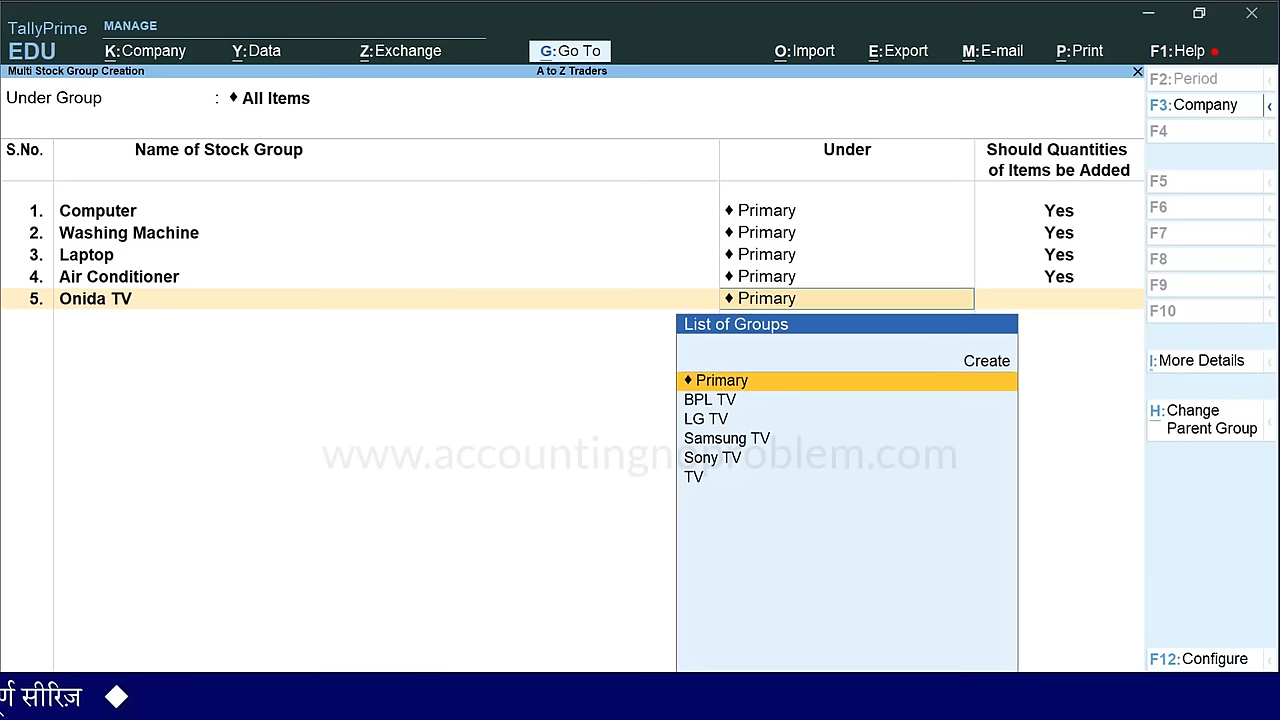 TallyPrime MANAGE
EDU K:Company Y:Data Z:Exchange G:Go To O:Import E:Export M:E-mail P:Print F1:Help
Multi Stock Group Creation A to Z Traders
F2:Period
Under Group : ♦ All Items
F3:Company
F4
S.No. Name of Stock Group Under Should Quantities
of Items be Added
F5
1. Computer ♦ Primary Yes
F6
2. Washing Machine ♦ Primary Yes
F7
3. Laptop ♦ Primary Yes
F8
4. Air Conditioner ♦ Primary Yes
F9
5. Onida TV ♦ Primary
F10
List of Groups
Create
I:More Details
♦ Primary
BPL TV
H:Change
Parent Group
LG TV
Samsung TV
www.accountingnoproblem.com
Sony TV
TV
F12:Configure
र्ण सीरिज़ ◆